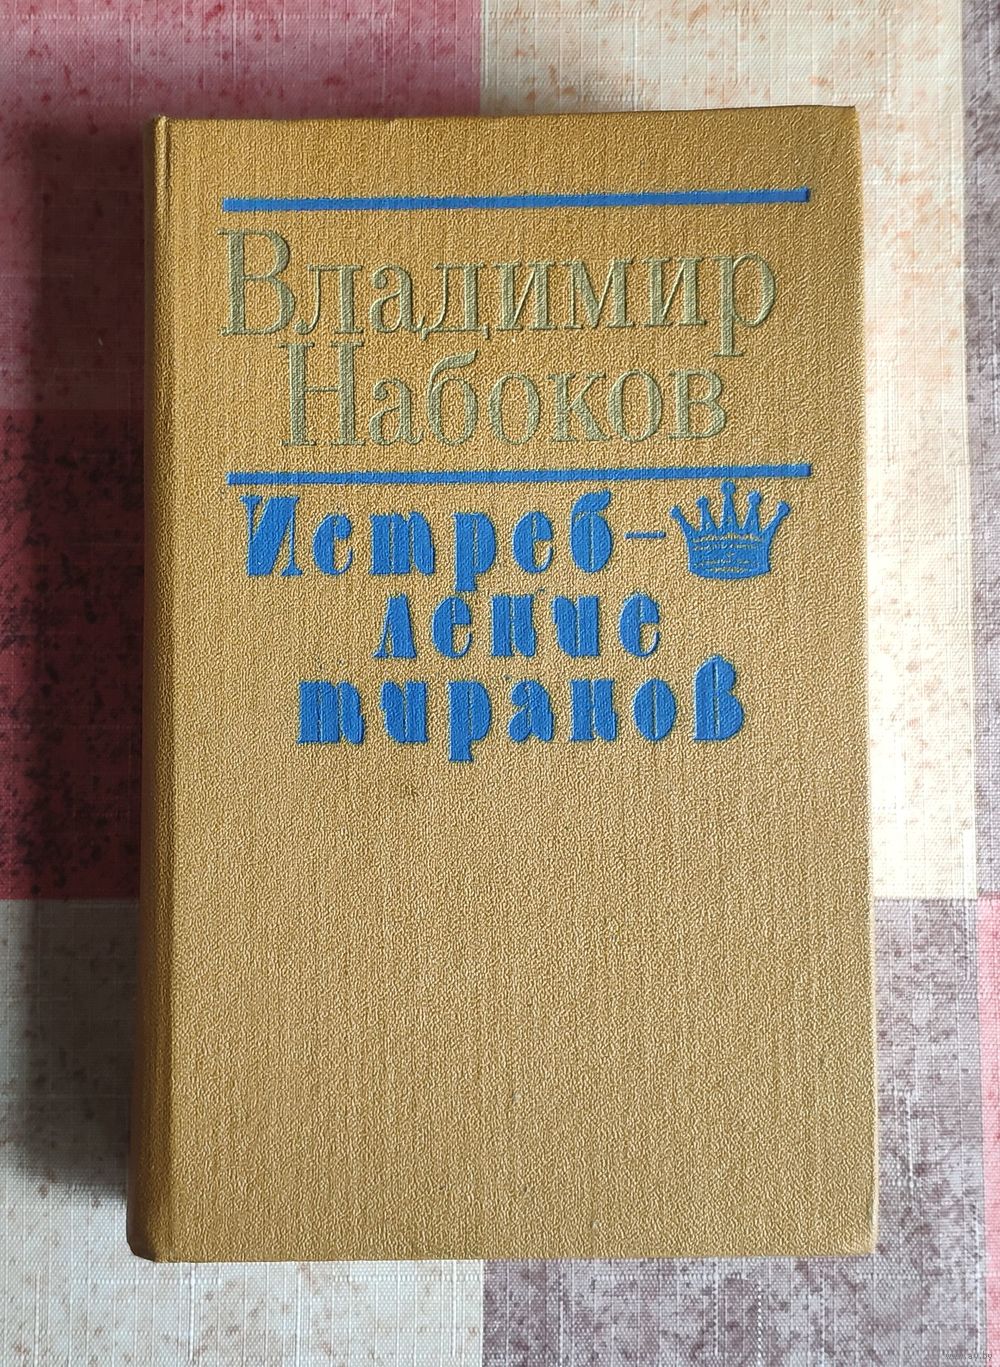 Владимир
Набоков
Истреб-
ление
тиранов